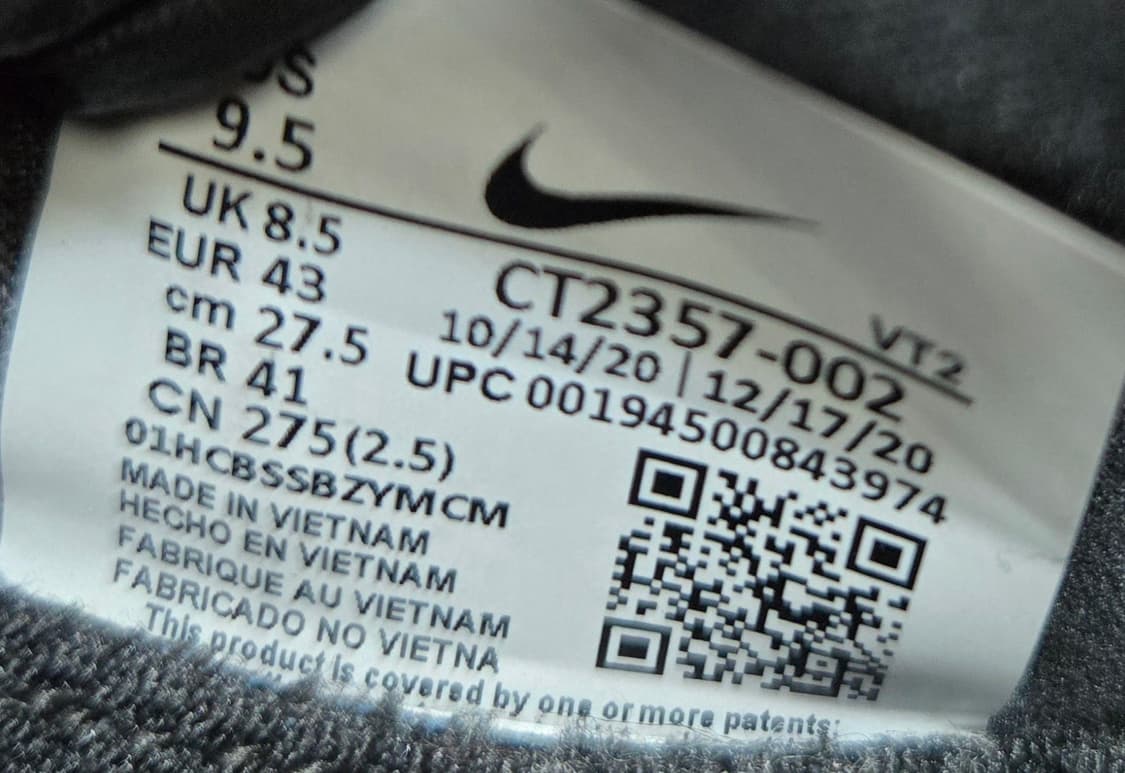 US
9.5
UK 8.5
EUR 43
cm 27.5
BR 41
CN 275(2.5)
01HCBSSBZYMCM
MADE IN VIETNAM
HECHO EN VIETNAM
FABRIQUE AU VIETNAM
FABRICADO NO VIETNA
This product is covered by one or more patents:
VT2
CT2357-002
10/14/20 | 12/17/20
UPC 00194500843974